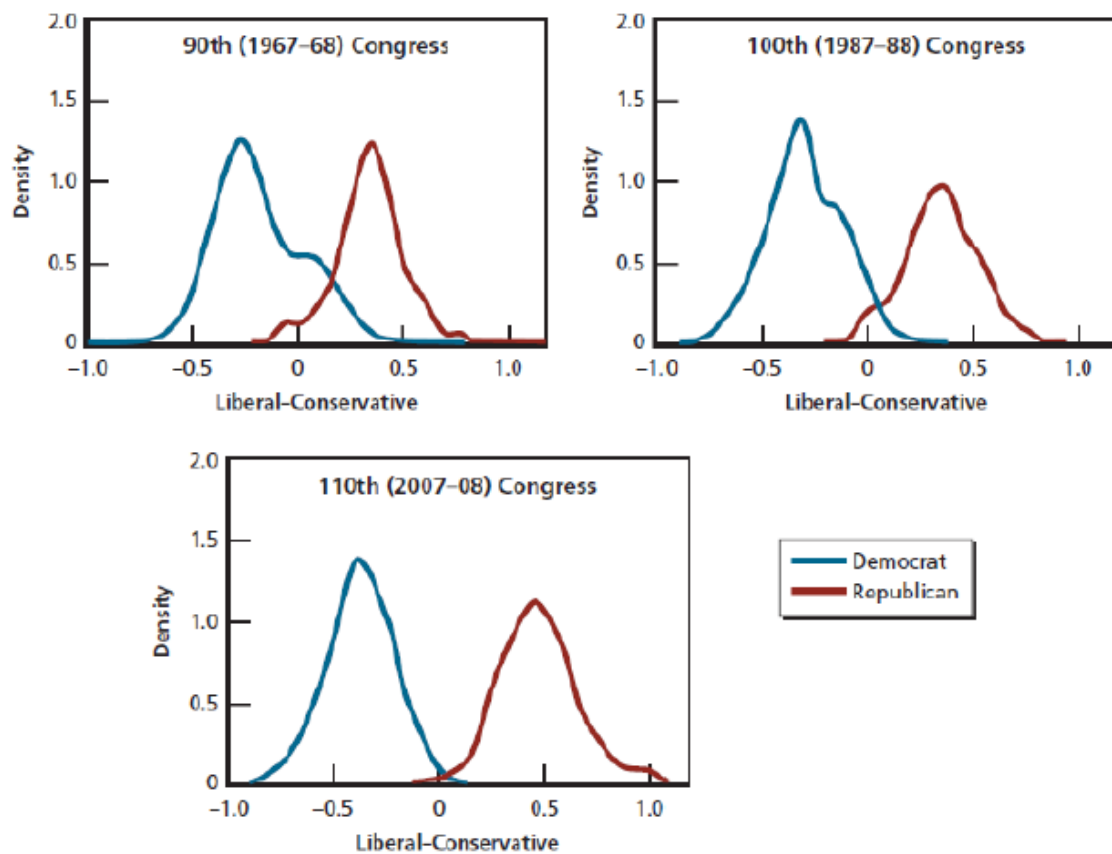 90th (1967–68) Congress
2.0
1.5
1.0
0.5
0
Density
–1.0 –0.5 0 0.5 1.0
Liberal–Conservative
100th (1987–88) Congress
2.0
1.5
1.0
0.5
0
Density
–1.0 –0.5 0 0.5 1.0
Liberal–Conservative
110th (2007–08) Congress
2.0
1.5
1.0
0.5
0
Density
–1.0 –0.5 0 0.5 1.0
Liberal–Conservative
Democrat
Republican